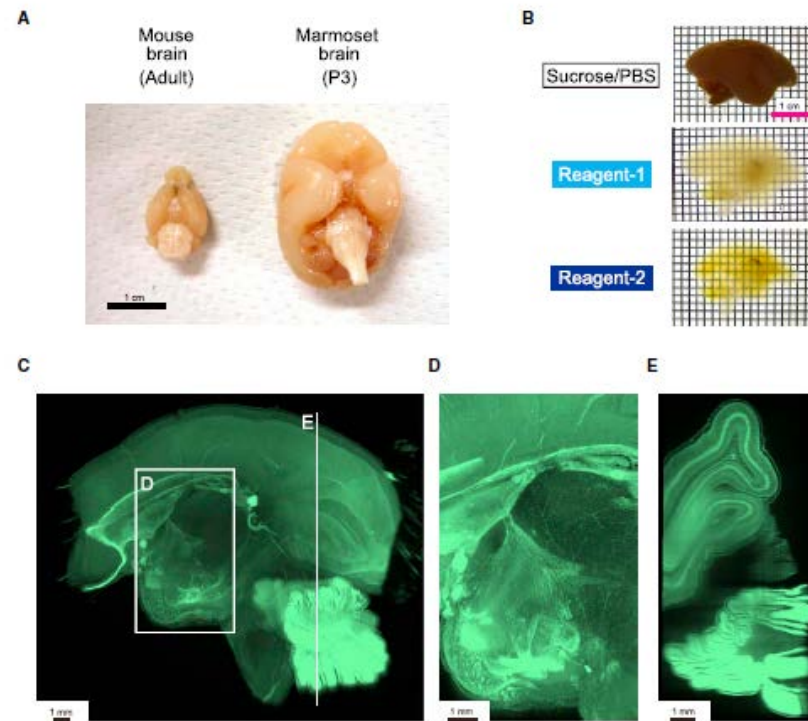 A
Mouse
brain
(Adult)
Marmoset
brain
(P3)
1 cm
B
Sucrose/PBS
1 cm
Reagent-1
Reagent-2
C
E
D
1 mm
D
1 mm
E
1 mm